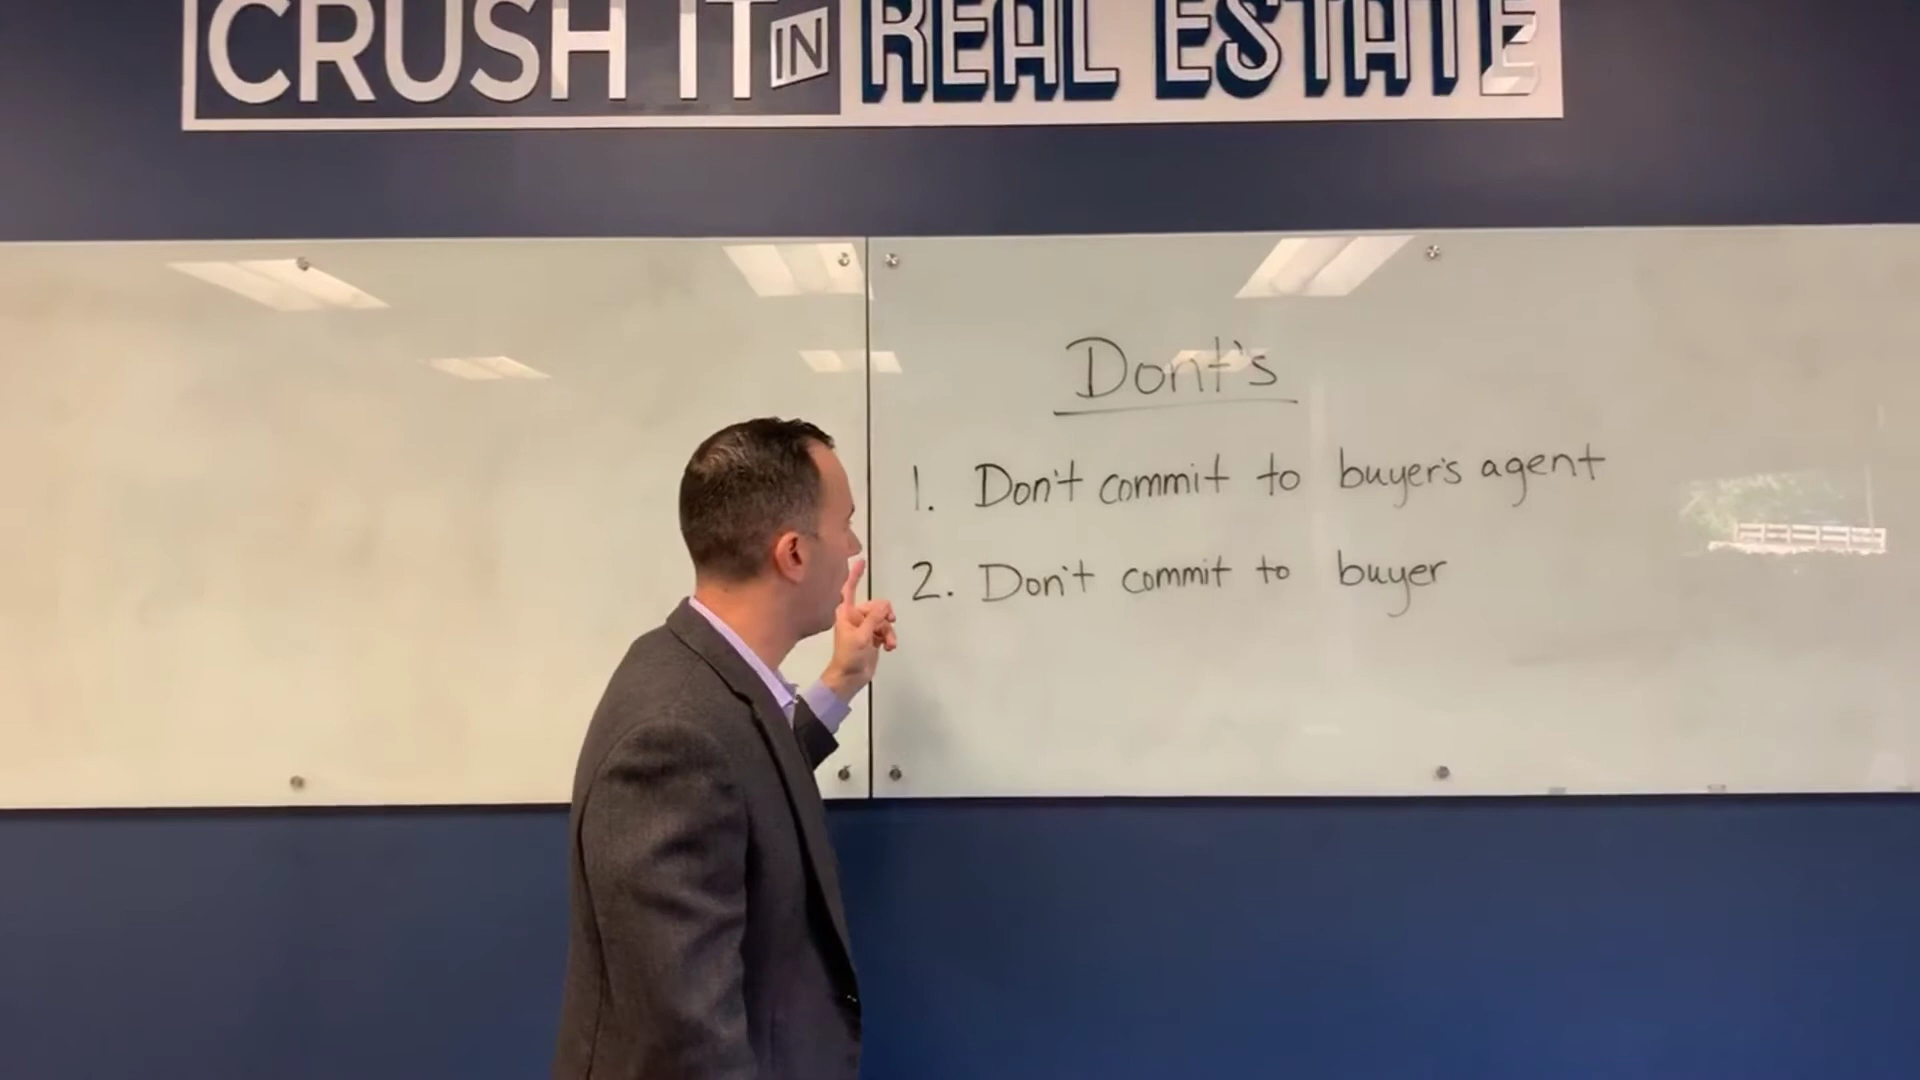 CRUSH IT IN REAL ESTATE
Dont's
1. Don't commit to buyer's agent
2. Don't commit to buyer